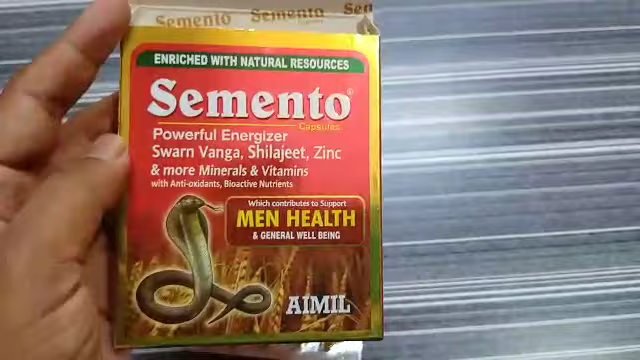 Semento Semento Sem
ENRICHED WITH NATURAL RESOURCES
Semento®
Capsules
Powerful Energizer
Swarn Vanga, Shilajeet, Zinc
& more Minerals & Vitamins
with Anti-oxidants, Bioactive Nutrients
Which contributes to Support
MEN HEALTH
& GENERAL WELL BEING
AIMIL